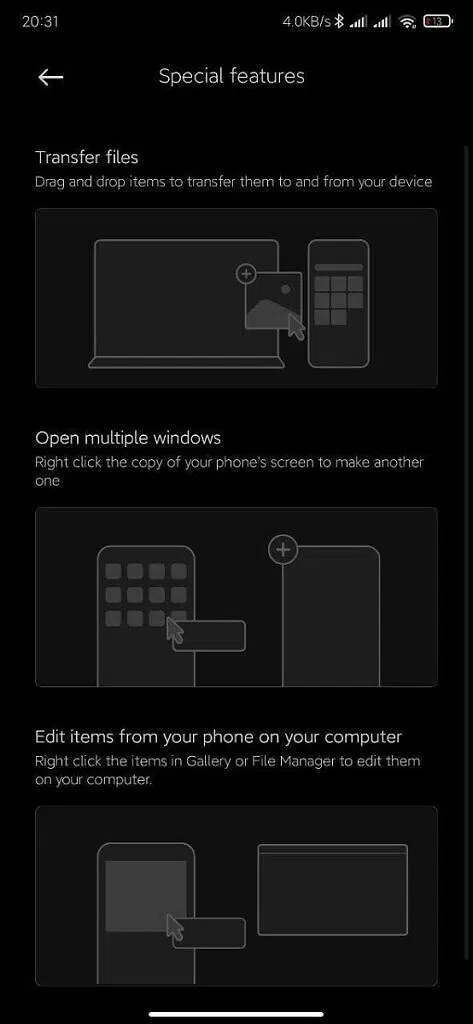 20:31 4.0KB/s 13
Special features
Transfer files
Drag and drop items to transfer them to and from your device
Open multiple windows
Right click the copy of your phone's screen to make another
one
Edit items from your phone on your computer
Right click the items in Gallery or File Manager to edit them
on your computer.